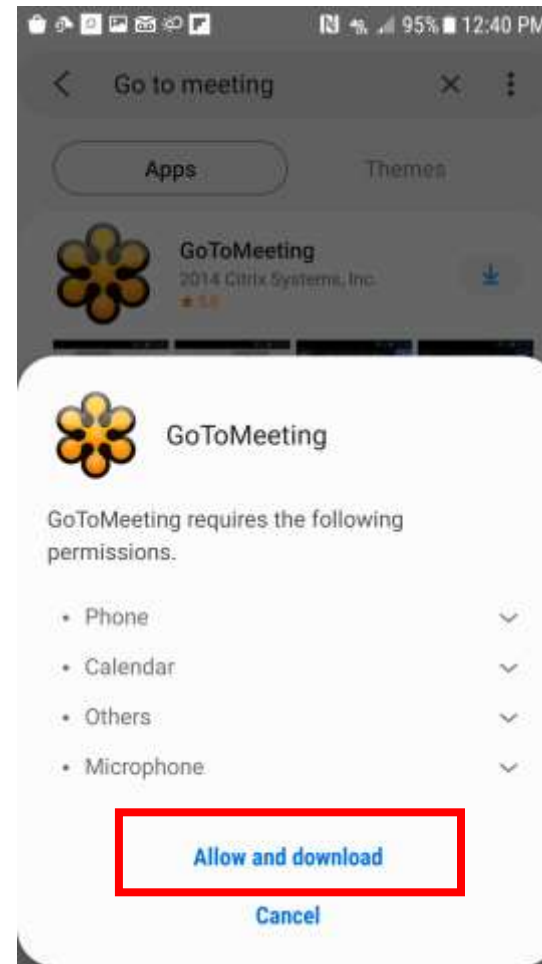 95% 12:40 PM
Go to meeting
Apps
Themes
GoToMeeting
2014 Citrix Systems, Inc.
GoToMeeting
GoToMeeting requires the following
permissions.
• Phone
• Calendar
• Others
• Microphone
Allow and download
Cancel